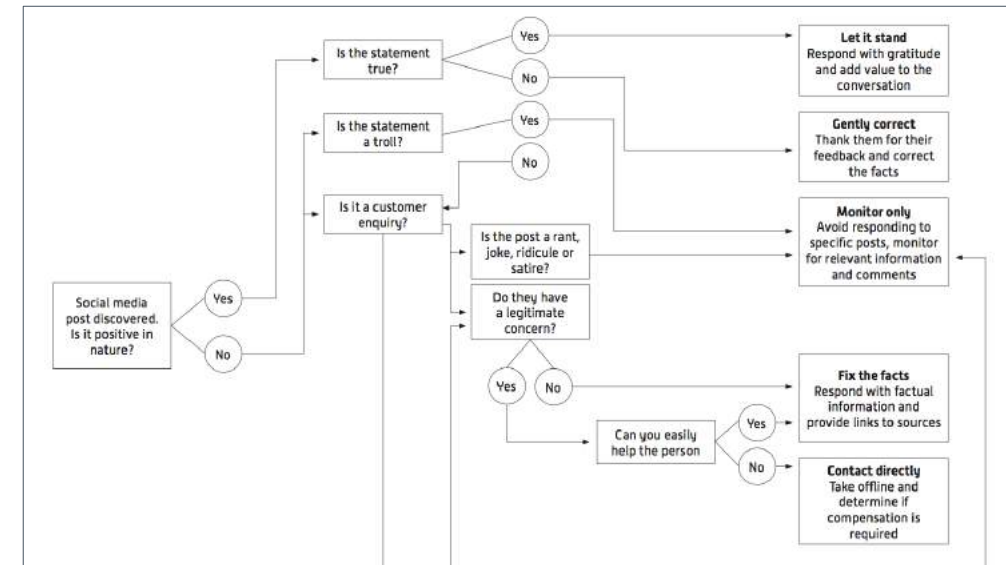 Is the statement
true?
Yes
No
Let it stand
Respond with gratitude
and add value to the
conversation
Is the statement
a troll?
Yes
No
Gently correct
Thank them for their
feedback and correct
the facts
Is it a customer
enquiry?
Is the post a rant,
joke, ridicule or
satire?
Monitor only
Avoid responding to
specific posts, monitor
for relevant information
and comments
Social media
post discovered.
Is it positive in
nature?
Yes
No
Do they have
a legitimate
concern?
Yes
No
Fix the facts
Respond with factual
information and
provide links to sources
Can you easily
help the person
Yes
No
Contact directly
Take offline and
determine if
compensation is
required